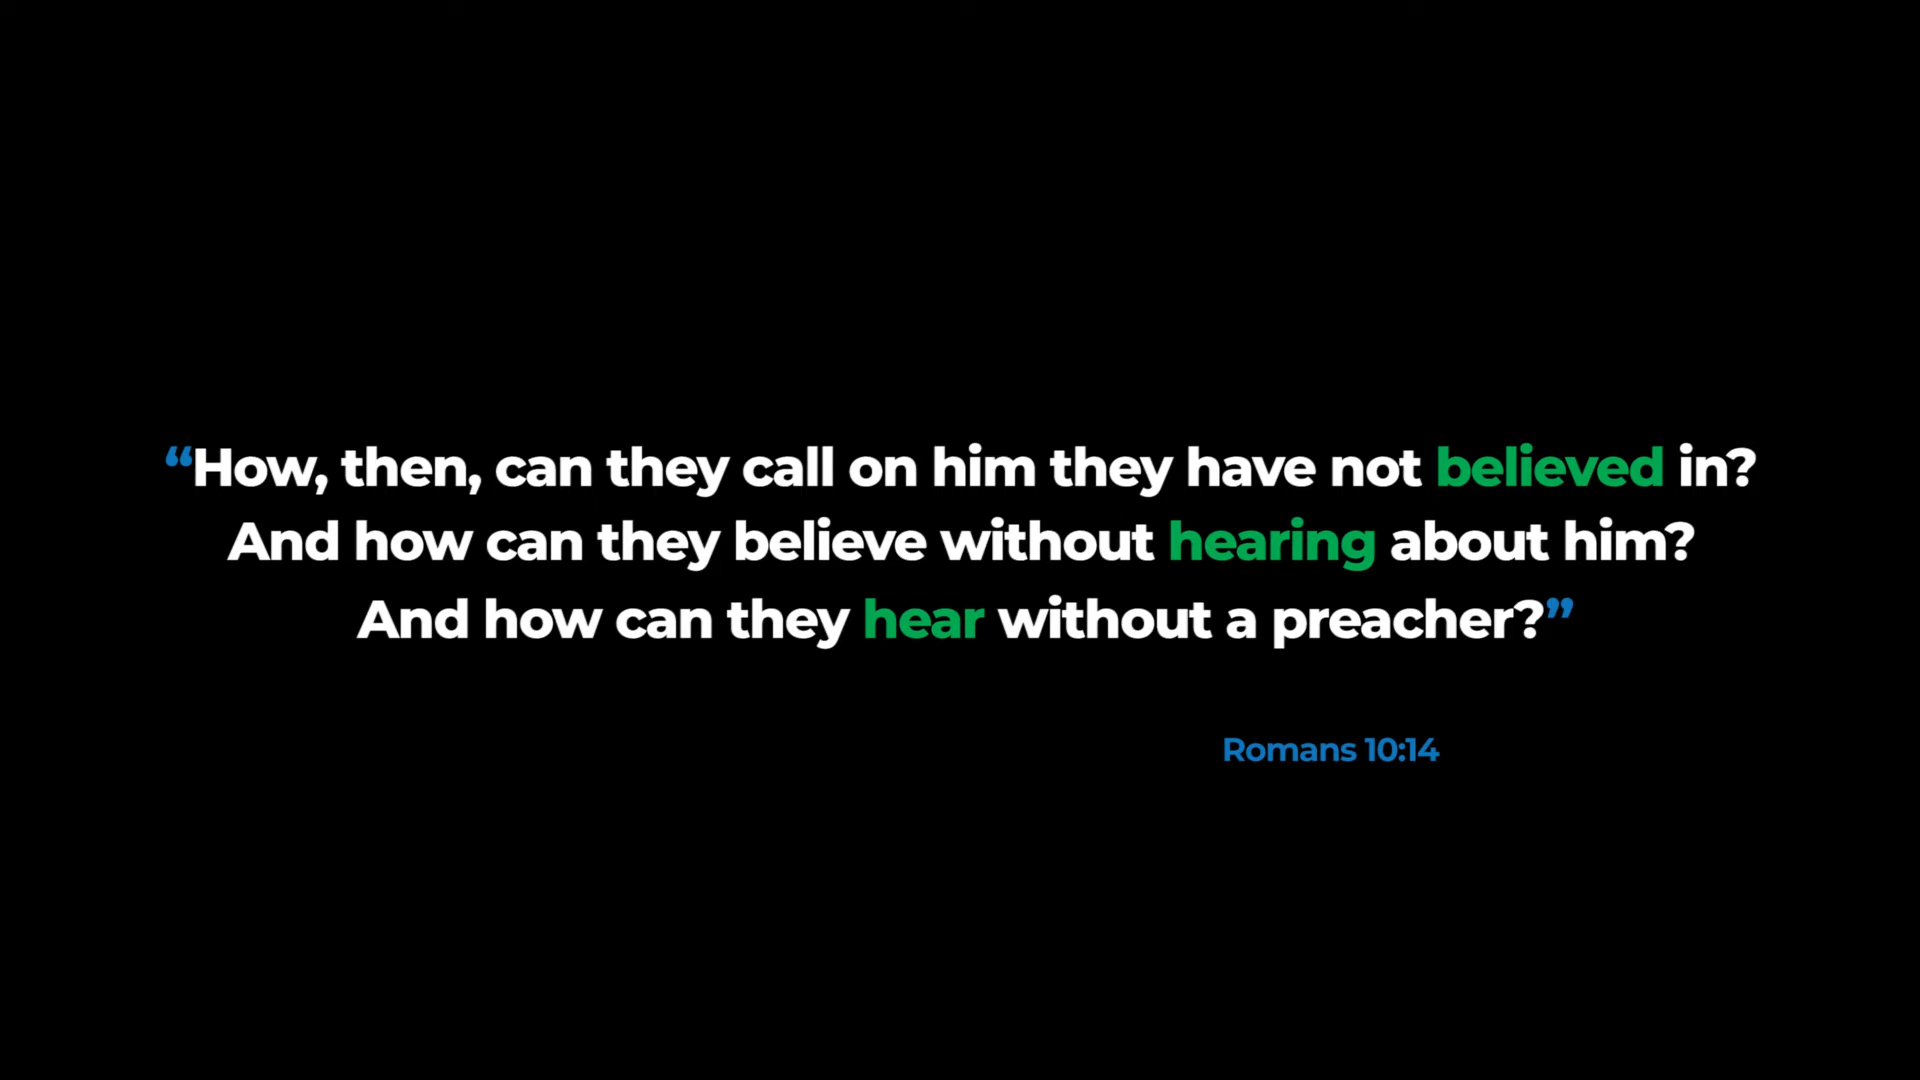 “How, then, can they call on him they have not believed in?
And how can they believe without hearing about him?
And how can they hear without a preacher?”
Romans 10:14